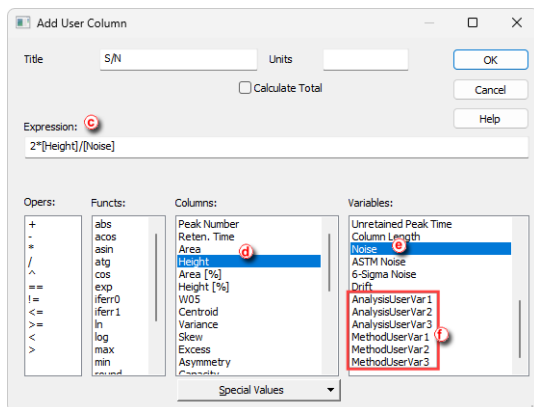 Add User Column
Title S/N Units OK
Calculate Total Cancel
Expression: c Help
2*[Height]/[Noise]
Opers: Functs: Columns: Variables:
+ abs Peak Number Unretained Peak Time
- acos Reten. Time Column Length
* asin Area d Noise e
/ atg Height ASTM Noise
^ cos Area [%] 6-Sigma Noise
== exp Height [%] Drift
!= iferr0 W05 AnalysisUserVar1
<= iferr1 Centroid AnalysisUserVar2
>= ln Variance AnalysisUserVar3
< log Skew MethodUserVar1 f
> max Excess MethodUserVar2
min Asymmetry MethodUserVar3
round Capacity
Special Values